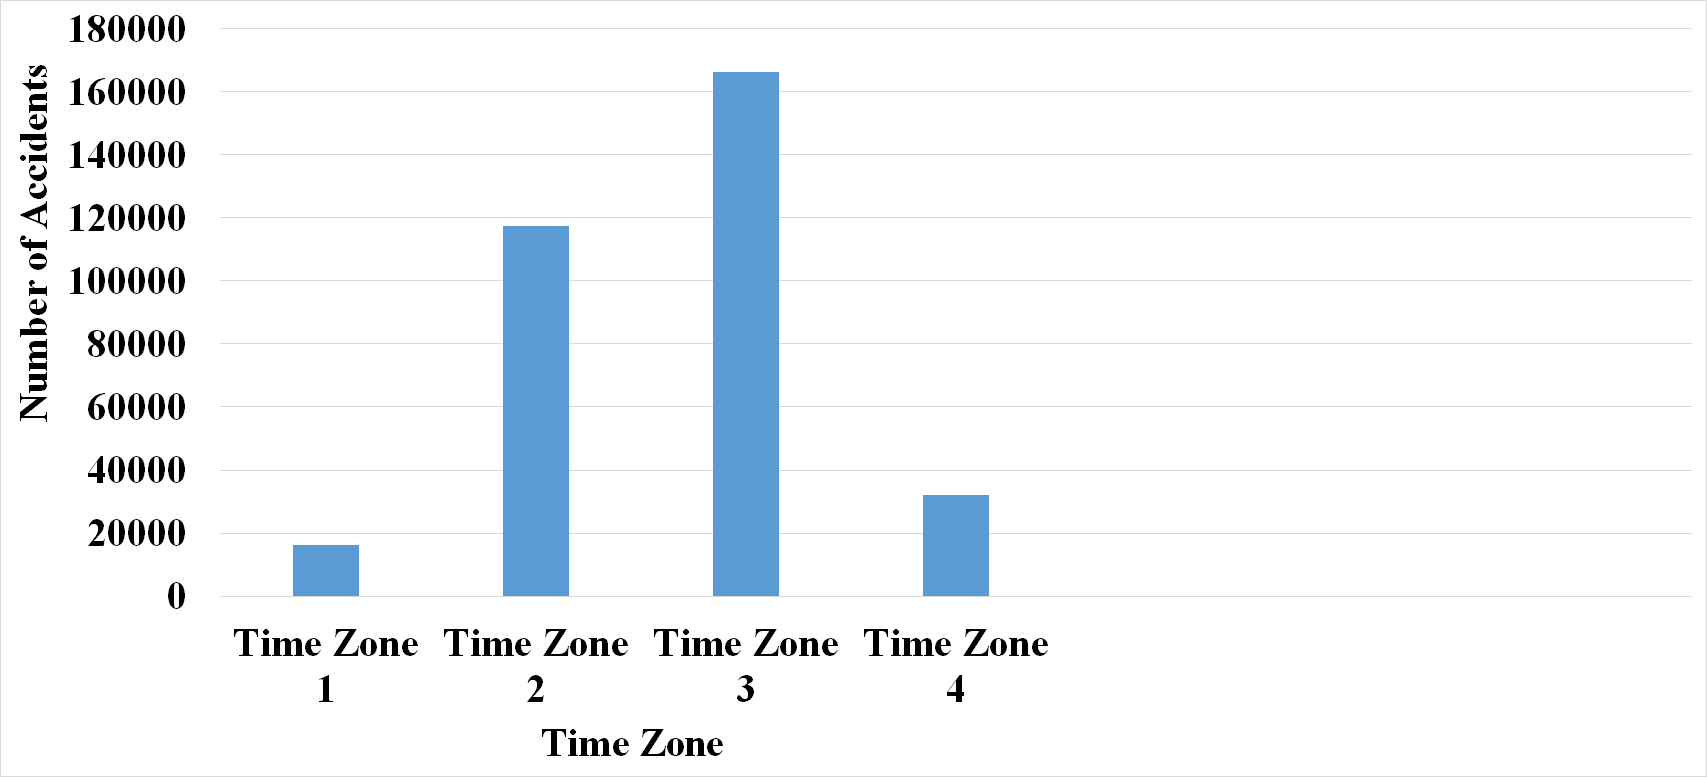 180000
160000
140000
120000
100000
80000
60000
40000
20000
0
Number of Accidents
Time Zone 1
Time Zone 2
Time Zone 3
Time Zone 4
Time Zone